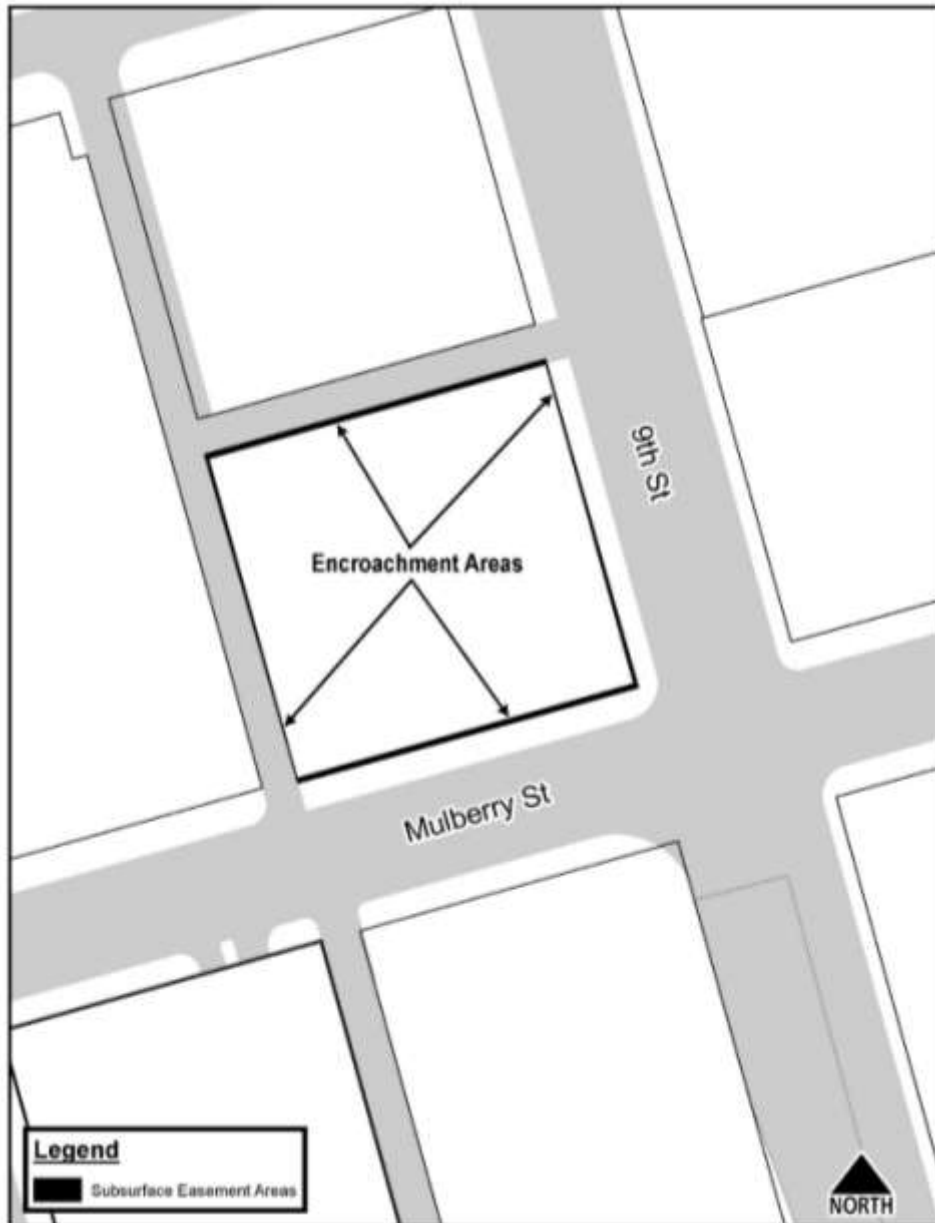 9th St
Encroachment Areas
Mulberry St
Legend
Subsurface Easement Areas
NORTH